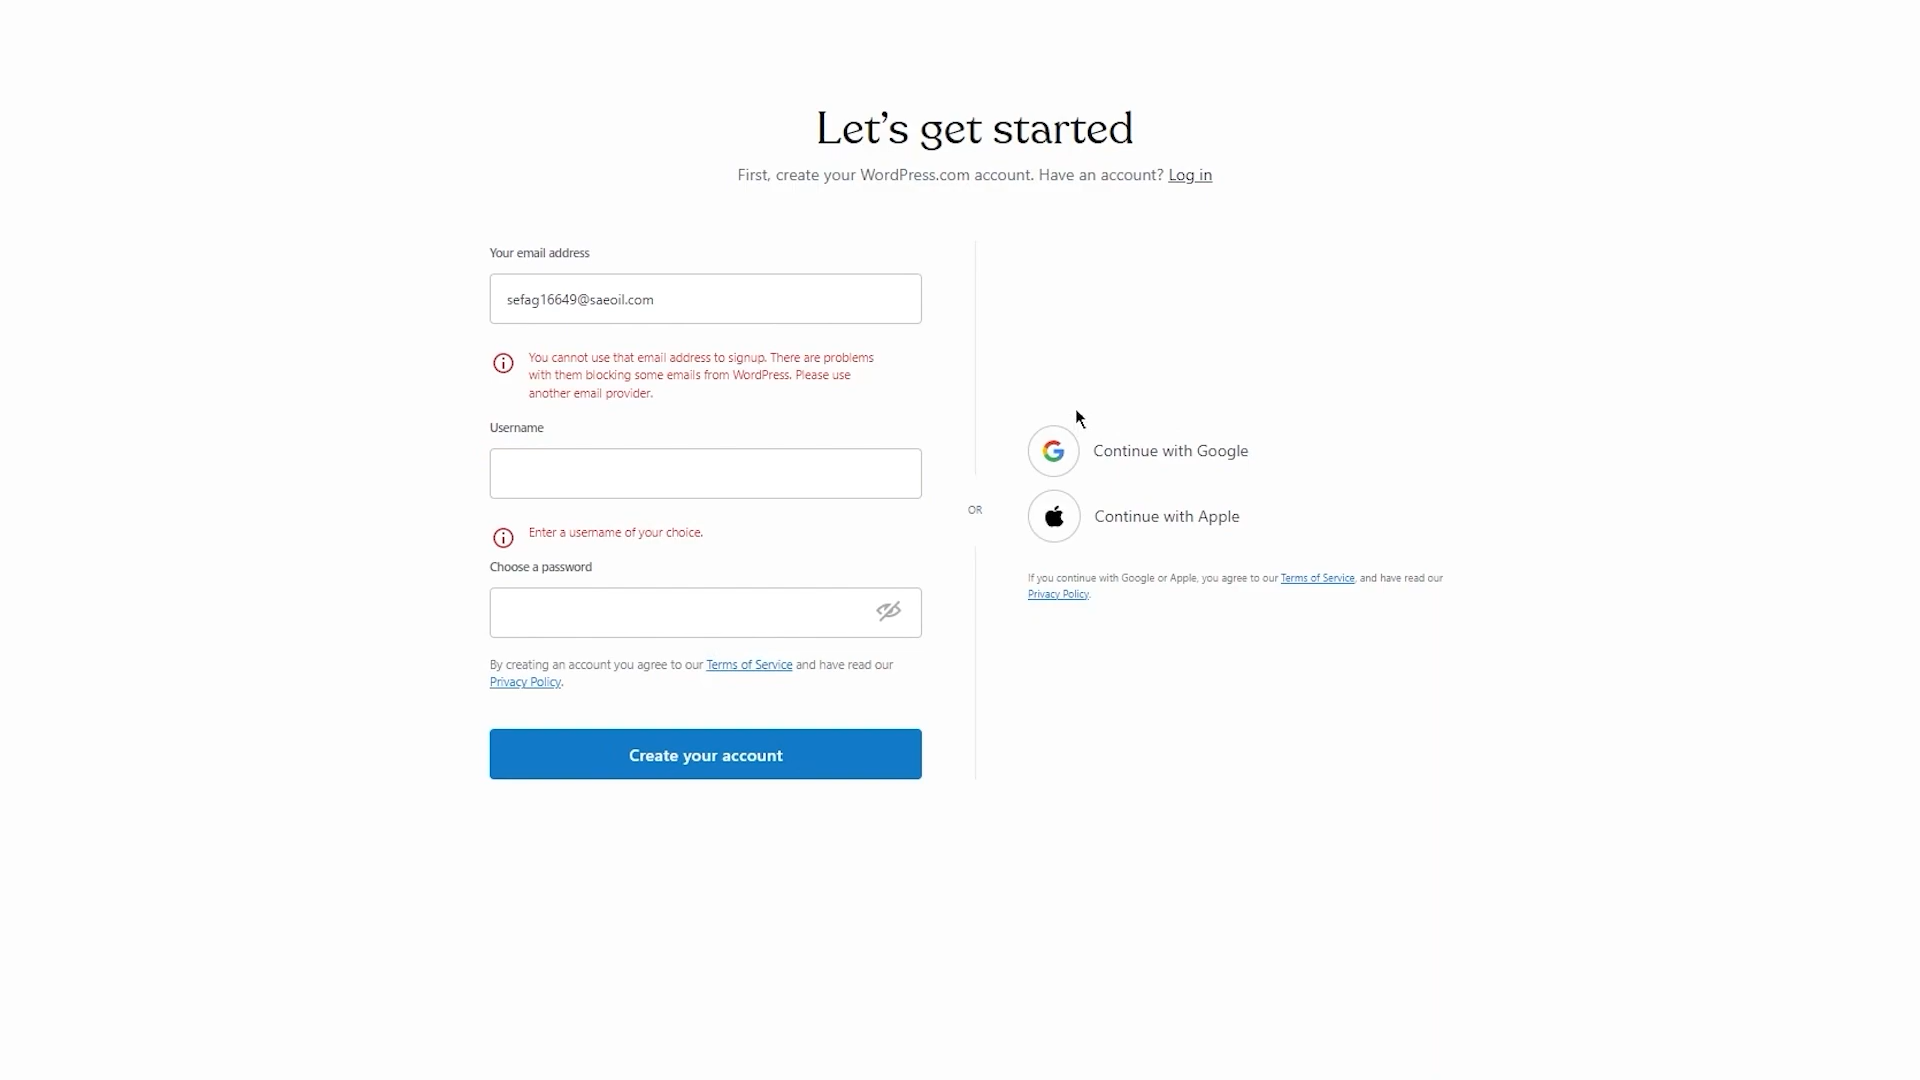 Let’s get started
First, create your WordPress.com account. Have an account? Log in
Your email address
sefag16649@saeoil.com
You cannot use that email address to signup. There are problems
with them blocking some emails from WordPress. Please use
another email provider.
Username
Enter a username of your choice.
Choose a password
By creating an account you agree to our Terms of Service and have read our
Privacy Policy.
Create your account
OR
Continue with Google
Continue with Apple
If you continue with Google or Apple, you agree to our Terms of Service, and have read our
Privacy Policy.